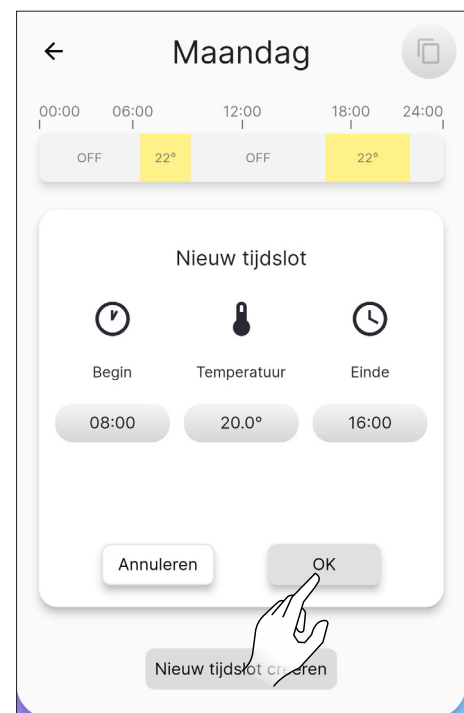 Maandag
00:00 06:00 12:00 18:00 24:00
OFF 22° OFF 22°
Nieuw tijdslot
Begin Temperatuur Einde
08:00 20.0° 16:00
Annuleren OK
Nieuw tijdslot creëren